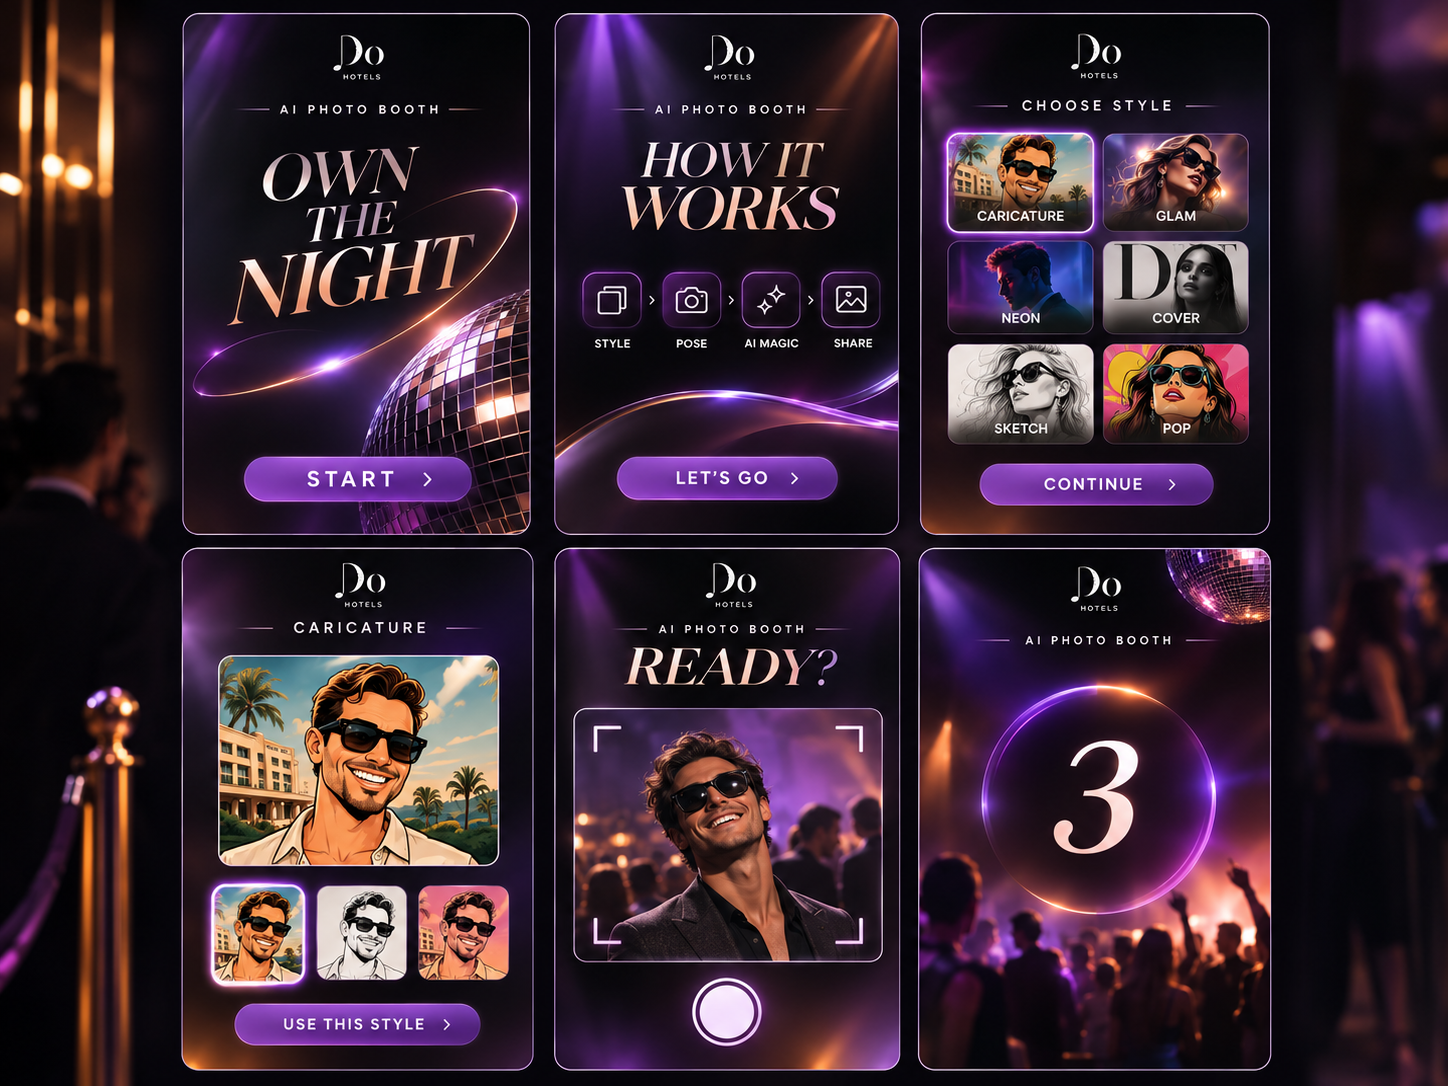 Do
HOTELS
AI PHOTO BOOTH
OWN
THE
NIGHT
START
Do
HOTELS
AI PHOTO BOOTH
HOW IT
WORKS
STYLE
POSE
AI MAGIC
SHARE
LET'S GO
Do
HOTELS
CHOOSE STYLE
CARICATURE
GLAM
NEON
COVER
SKETCH
POP
CONTINUE
Do
HOTELS
CARICATURE
USE THIS STYLE
Do
HOTELS
AI PHOTO BOOTH
READY?
Do
HOTELS
AI PHOTO BOOTH
3